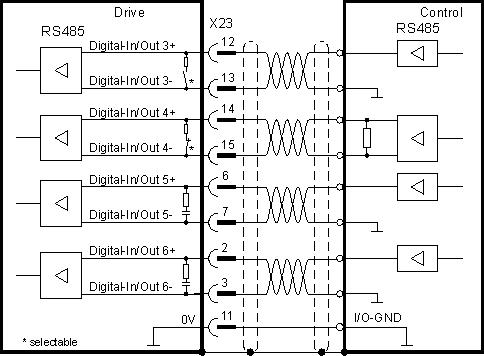 Drive
X23
Control
RS485
RS485
Digital-In/Out 3+
12
Digital-In/Out 3-
*
13
Digital-In/Out 4+
14
Digital-In/Out 4-
*
15
Digital-In/Out 5+
6
Digital-In/Out 5-
7
Digital-In/Out 6+
2
Digital-In/Out 6-
3
0V
11
I/O-GND
* selectable